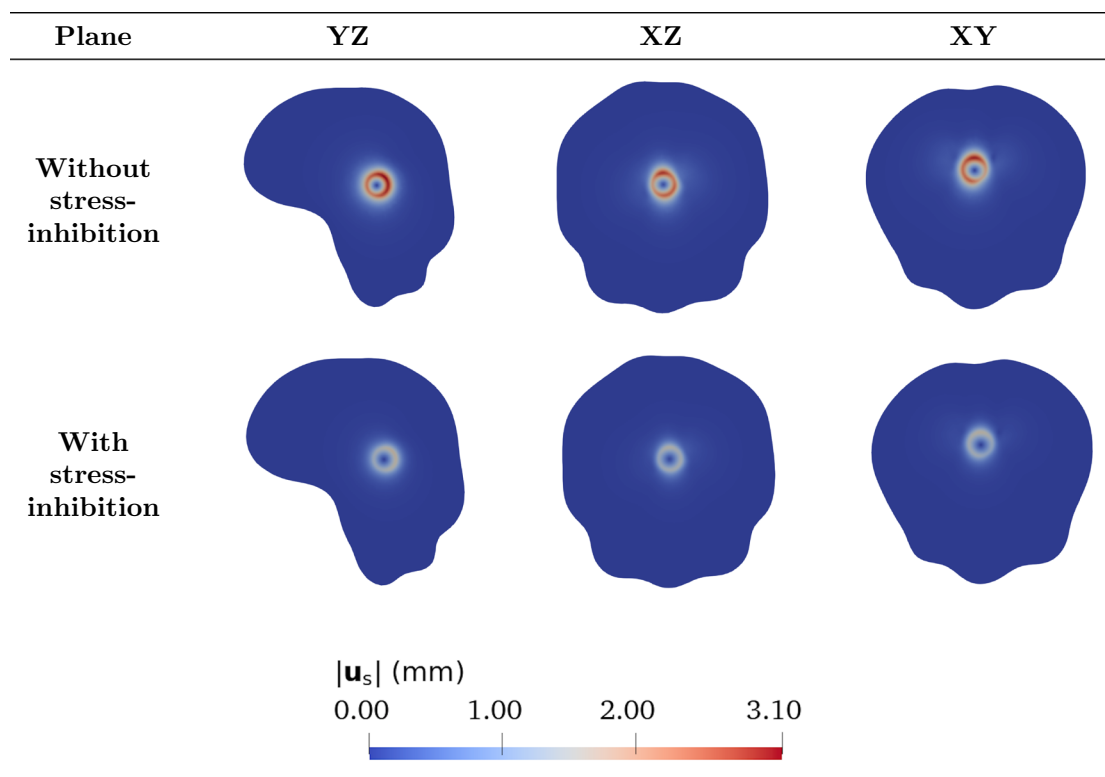 Plane YZ XZ XY
Without
stress-
inhibition
With
stress-
inhibition
|u_s| (mm)
0.00 1.00 2.00 3.10